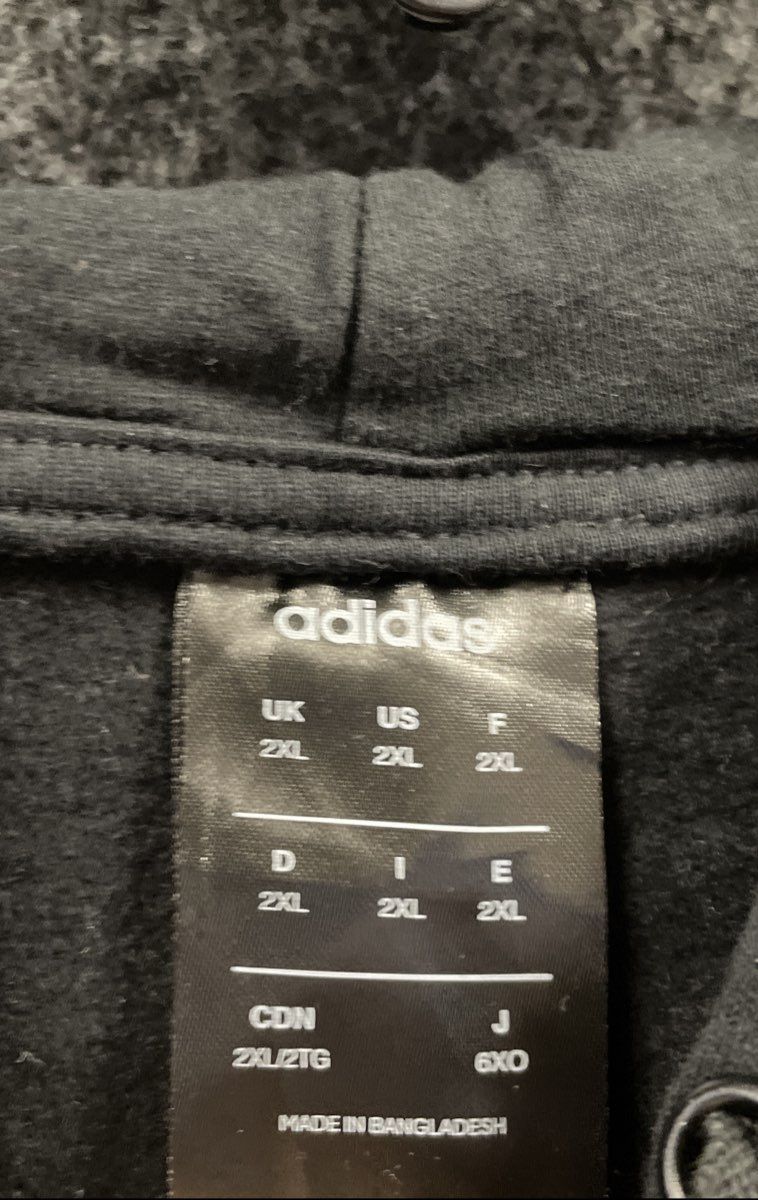 adidas
UK US F
2XL 2XL 2XL
D I E
2XL 2XL 2XL
CDN J
2XL/2TG 6XO
MADE IN BANGLADESH